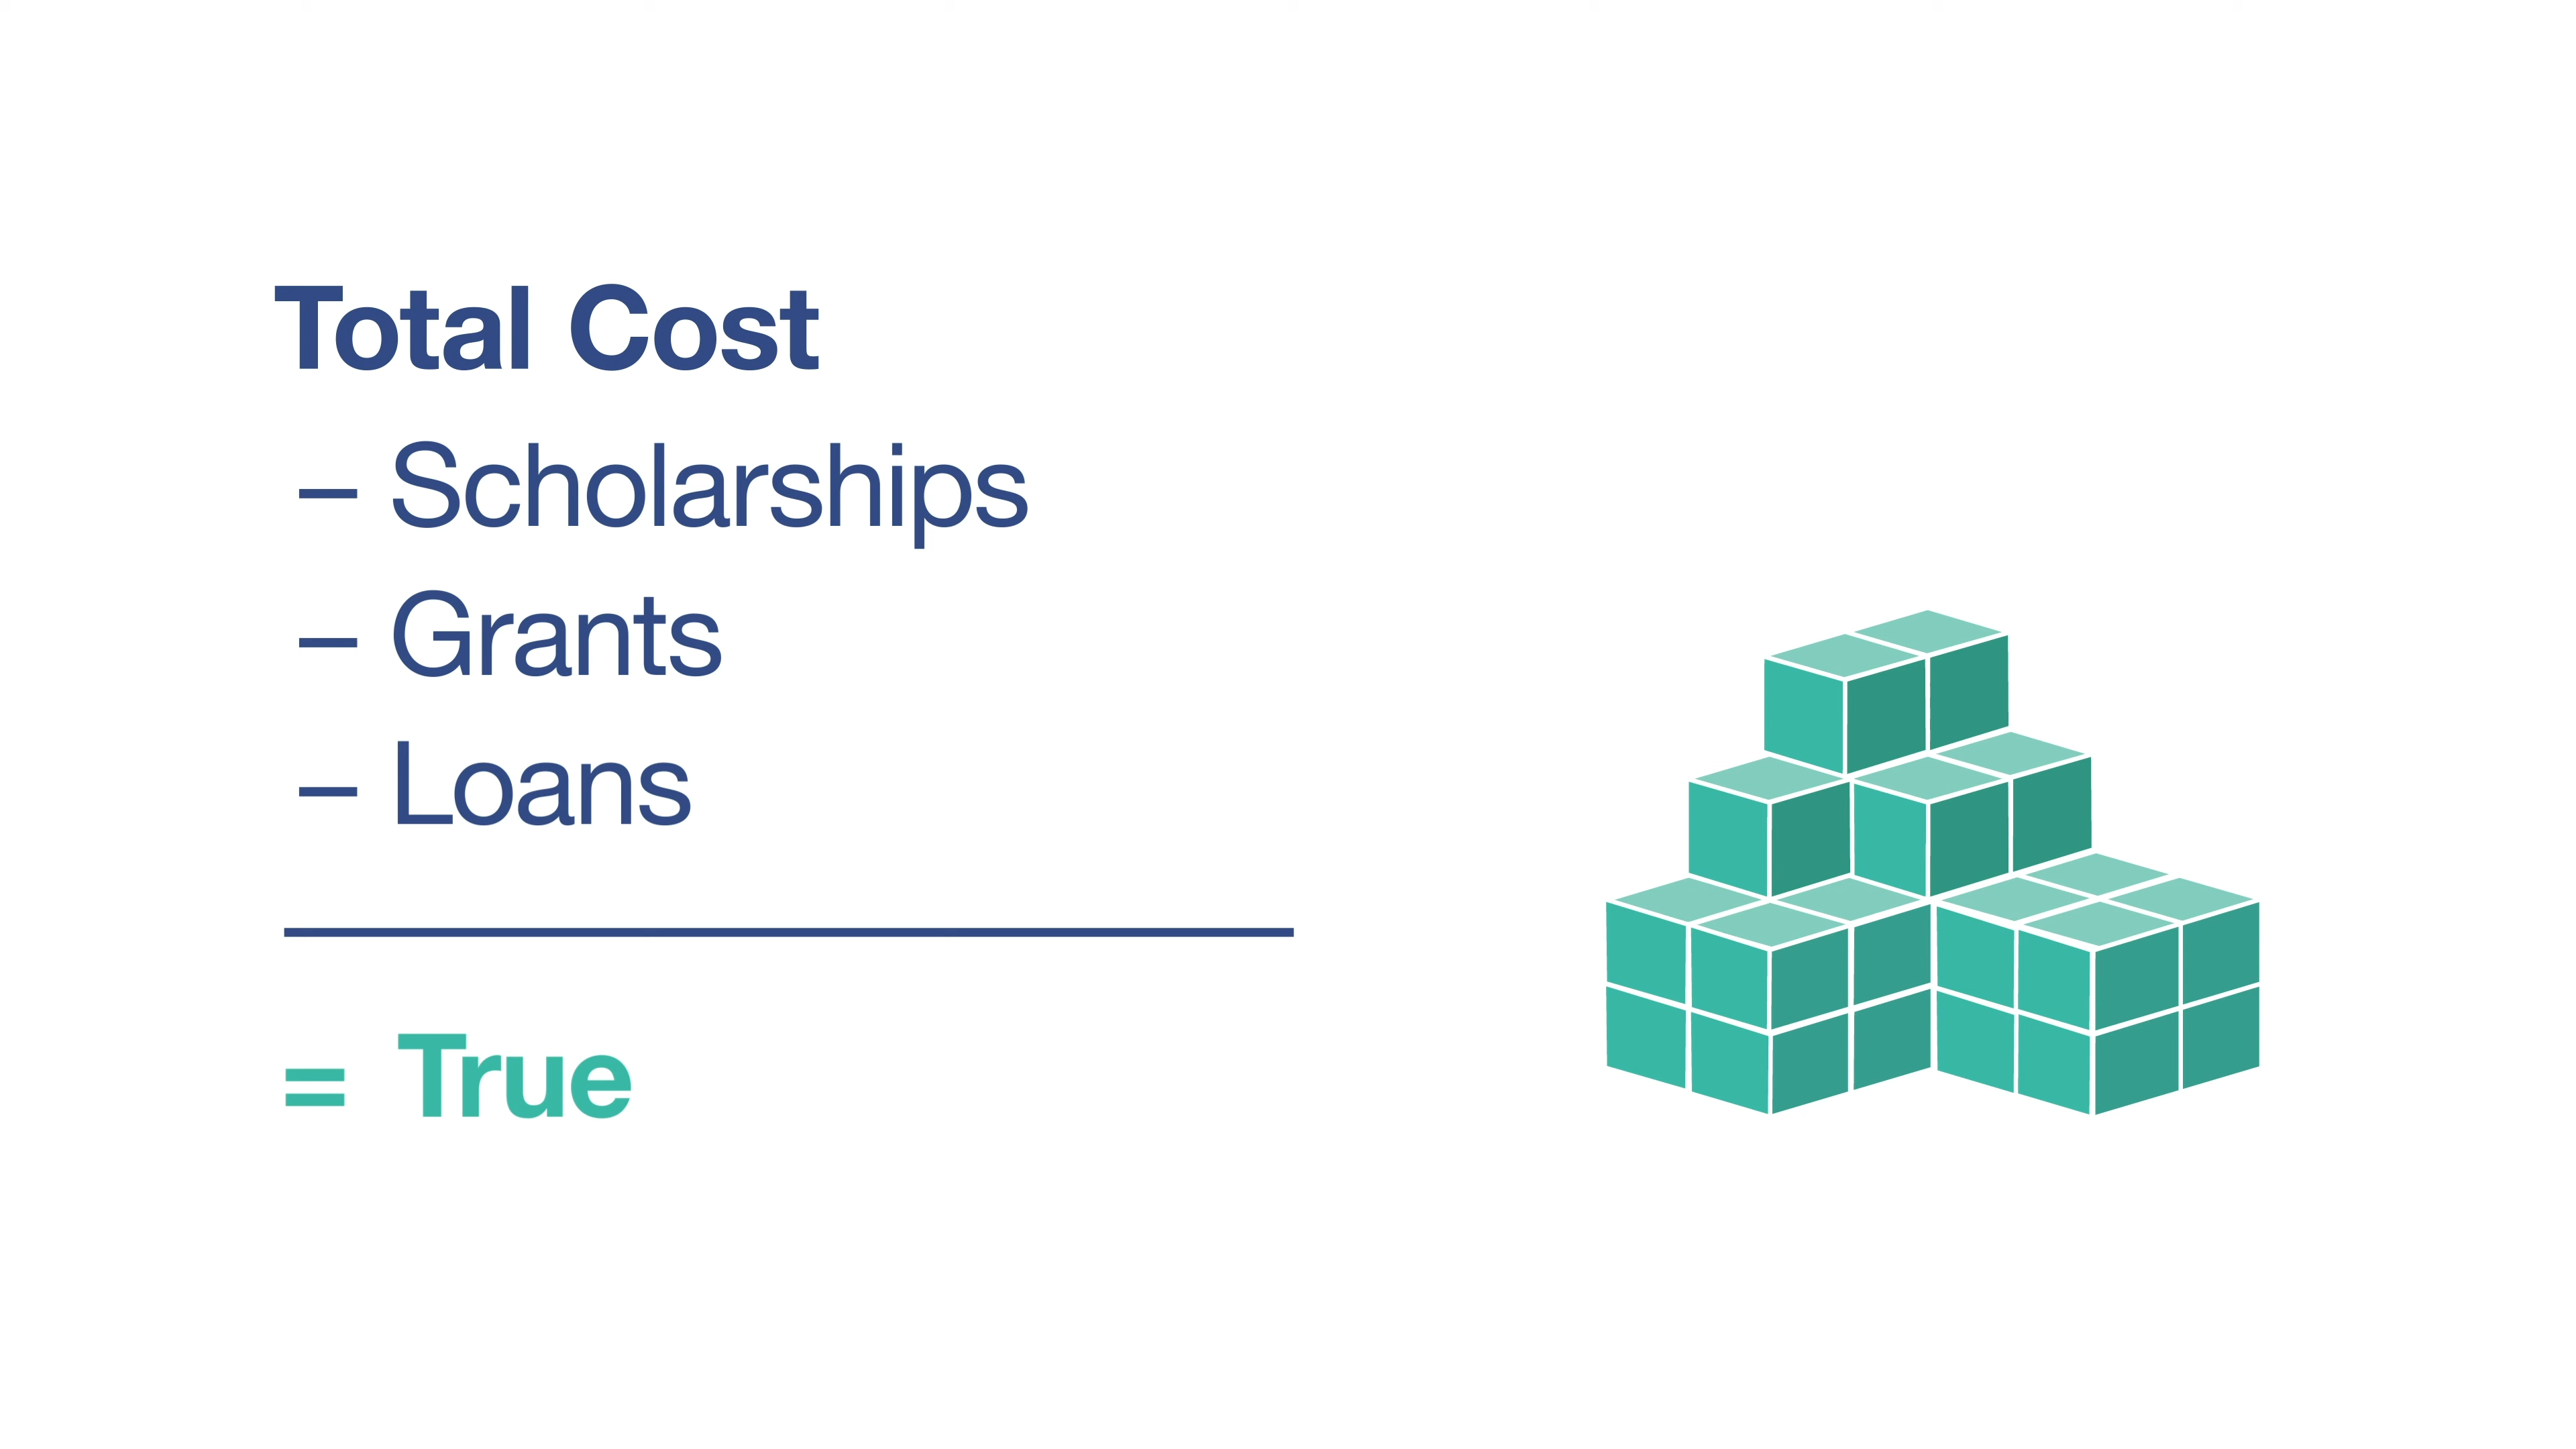 Total Cost
– Scholarships
– Grants
– Loans
= True